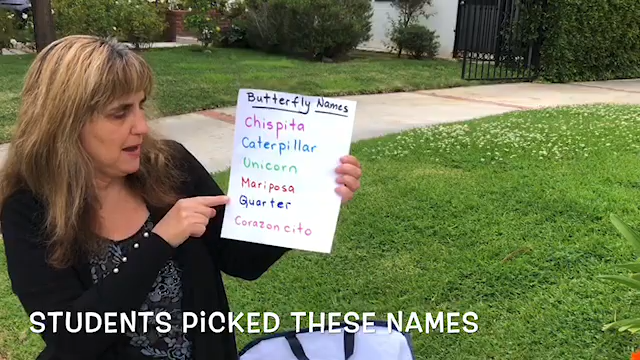 Butterfly Names
Chispita
Caterpillar
Unicorn
Mariposa
Quarter
Corazoncito
STUDENTS PiCKED THESE NAMES